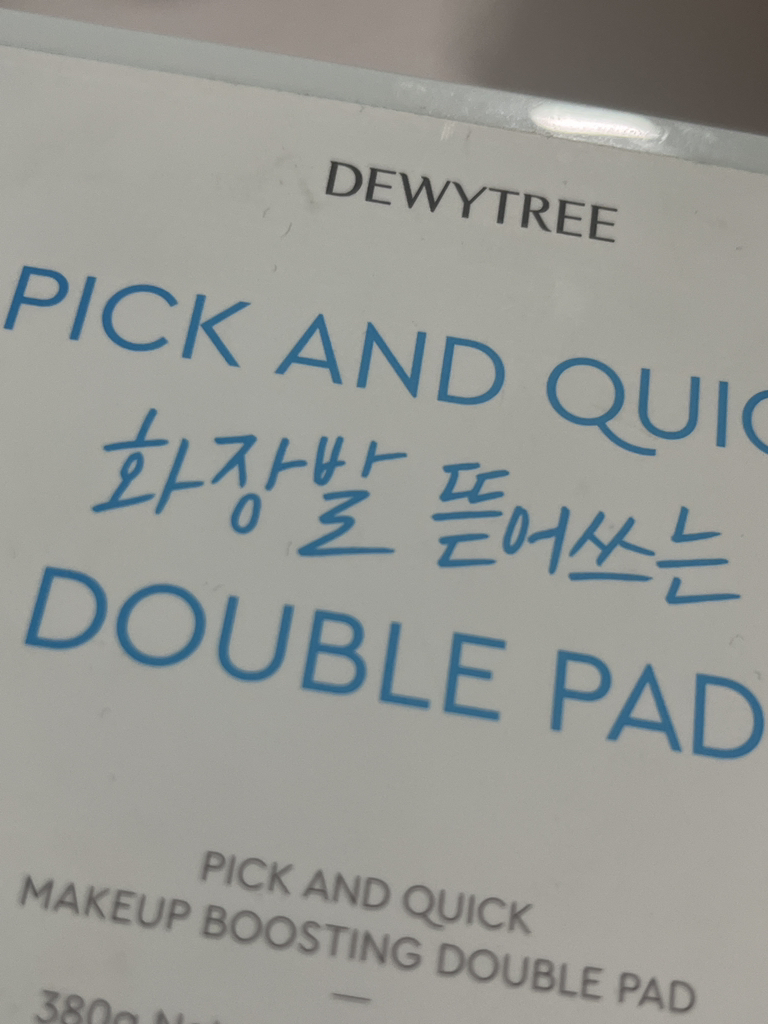 DEWYTREE
PICK AND
화장발 뜯어쓰는
DOUBLE PAD
PICK AND QUICK
MAKEUP BOOSTING DOUBLE PAD
380g